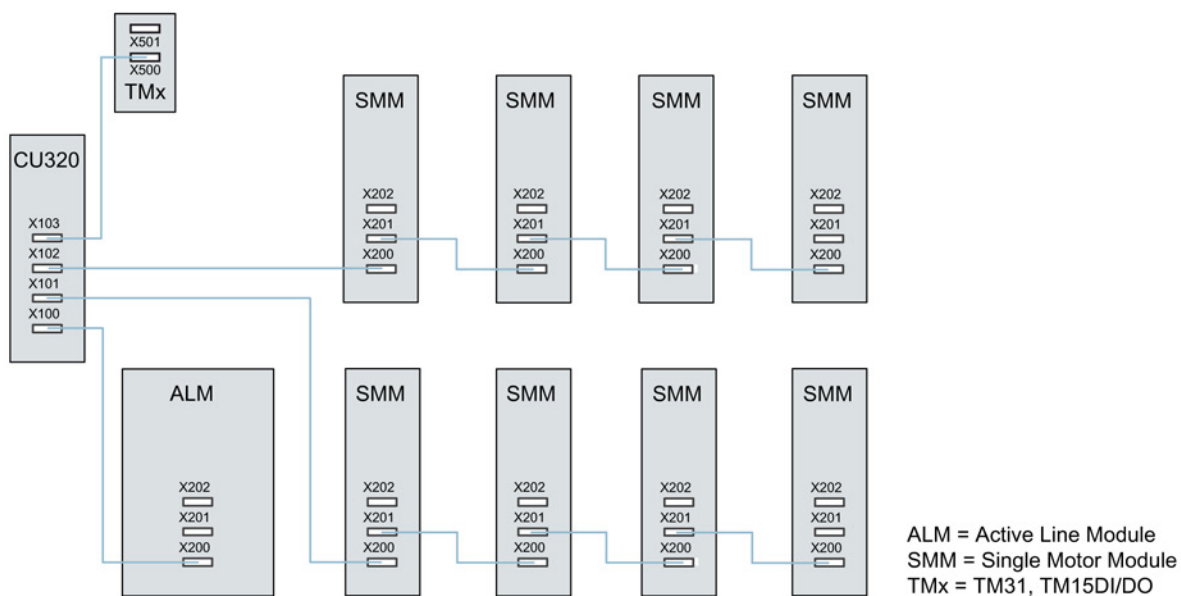 X501
X500
TMx
CU320
X103
X102
X101
X100
SMM
X202
X201
X200
SMM
X202
X201
X200
SMM
X202
X201
X200
SMM
X202
X201
X200
ALM
X202
X201
X200
SMM
X202
X201
X200
SMM
X202
X201
X200
SMM
X202
X201
X200
SMM
X202
X201
X200
ALM = Active Line Module
SMM = Single Motor Module
TMx = TM31, TM15DI/DO